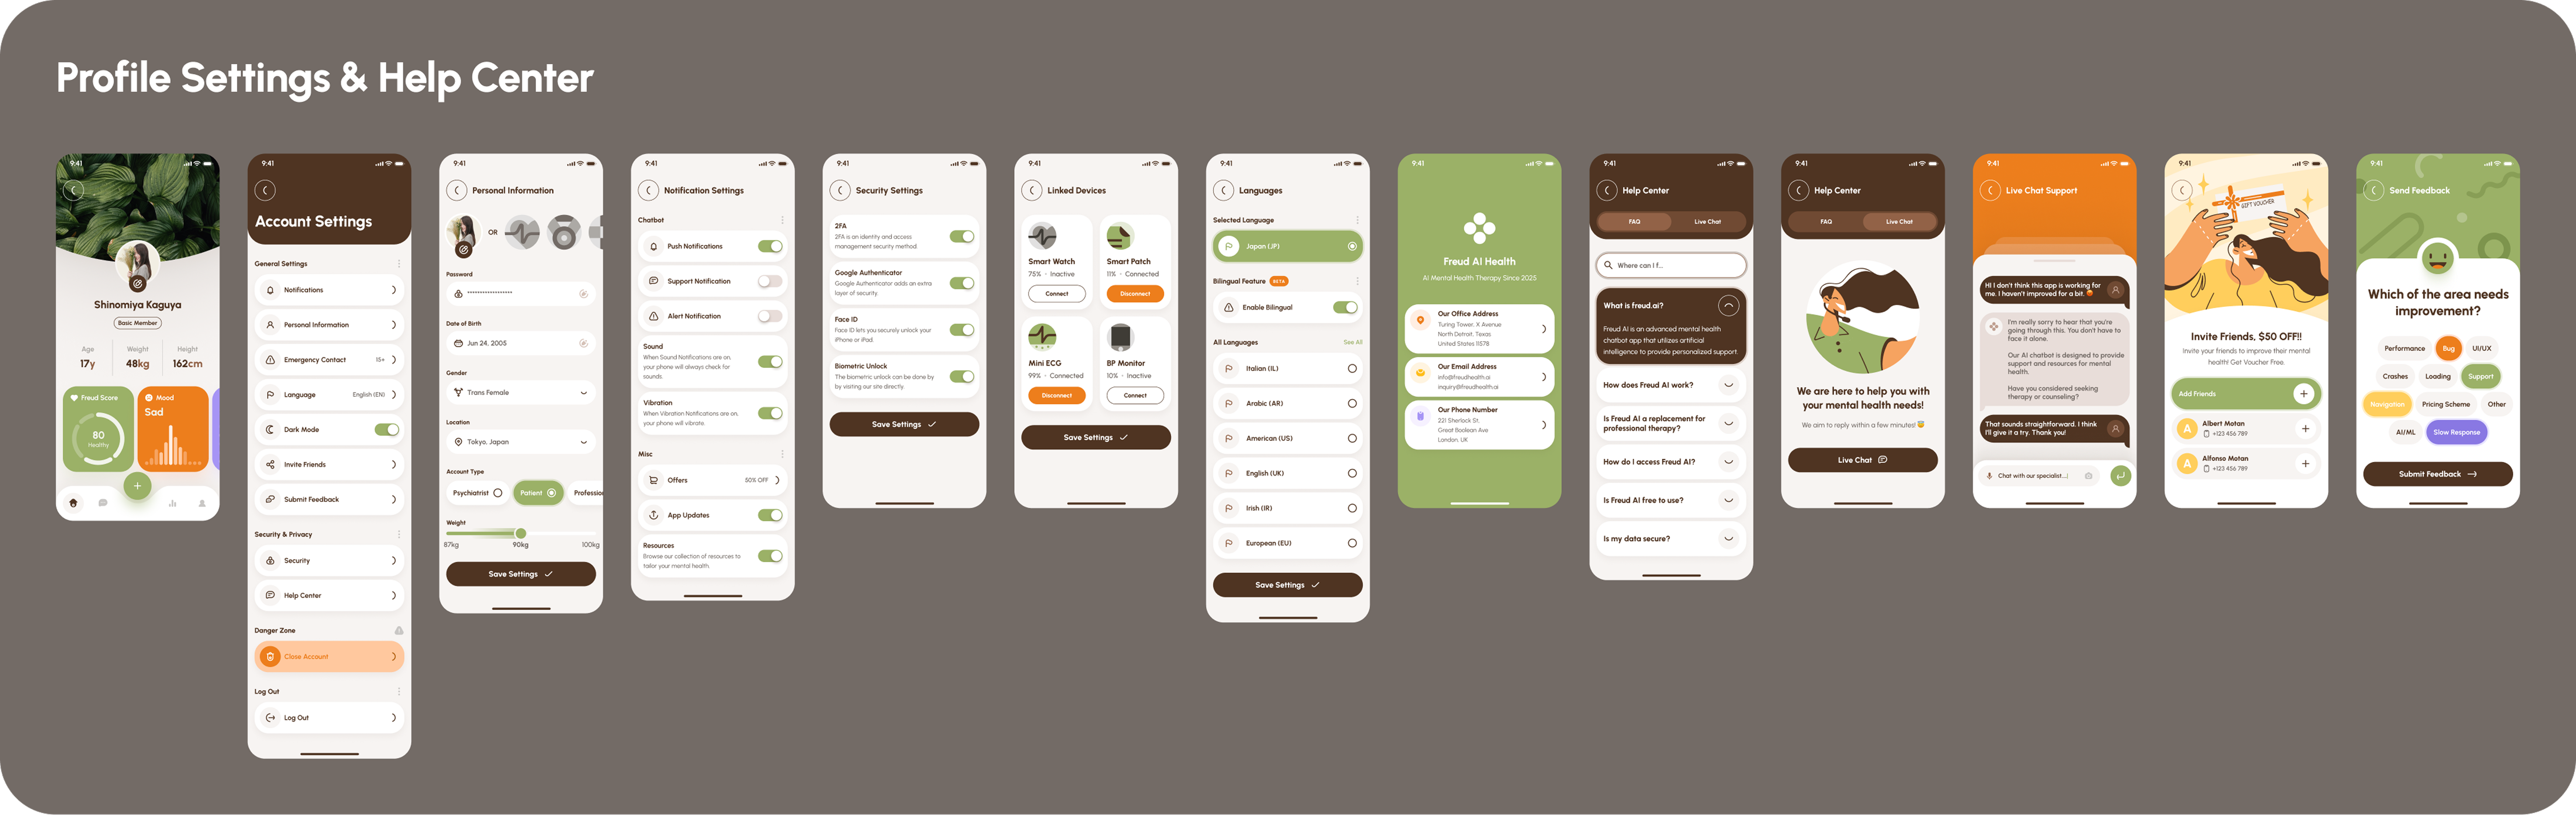 Profile Settings & Help Center
9:41
Shinomiya Kaguya
Basic Member
Age
17y
Weight
48kg
Height
162cm
Freud Score
80
Healthy
Mood
Sad
9:41
Account Settings
General Settings
Notifications
Personal Information
Emergency Contact
15+
Language
English (EN)
Dark Mode
Invite Friends
Submit Feedback
Security & Privacy
Security
Help Center
Danger Zone
Close Account
Log Out
Log Out
9:41
Personal Information
OR
Password
******************
Date of Birth
Jun 24, 2005
Gender
Trans Female
Location
Tokyo, Japan
Account Type
Psychiatrist
Patient
Profession
Weight
87kg
90kg
100kg
Save Settings
9:41
Notification Settings
Chatbot
Push Notifications
Support Notification
Alert Notification
Sound
When Sound Notifications are on,
your phone will always check for
sounds.
Vibration
When Vibration Notifications are on,
your phone will vibrate.
Misc
Offers
50% OFF
App Updates
Resources
Browse our collection of resources to
tailor your mental health.
9:41
Security Settings
2FA
2FA is an identity and access
management security method.
Google Authenticator
Google Authenticator adds an extra
layer of security.
Face ID
Face ID lets you securely unlock your
iPhone or iPad.
Biometric Unlock
The biometric unlock can be done by
by visiting our site directly.
Save Settings
9:41
Linked Devices
Smart Watch
75% · Inactive
Connect
Smart Patch
11% · Connected
Disconnect
Mini ECG
99% · Connected
Disconnect
BP Monitor
10% · Inactive
Connect
Save Settings
9:41
Languages
Selected Language
Japan (JP)
Bilingual Feature
BETA
Enable Bilingual
All Languages
See All
Italian (IL)
Arabic (AR)
American (US)
English (UK)
Irish (IR)
European (EU)
Save Settings
9:41
Freud AI Health
AI Mental Health Therapy Since 2025
Our Office Address
Turing Tower, X Avenue
North Detroit, Texas
United States 11578
Our Email Address
info@freudhealth.ai
inquiry@freudhealth.ai
Our Phone Number
221 Sherlock St,
Great Boolean Ave
London, UK
9:41
Help Center
FAQ
Live Chat
Where can I f...
What is freud.ai?
Freud AI is an advanced mental health
chatbot app that utilizes artificial
intelligence to provide personalized support.
How does Freud AI work?
Is Freud AI a replacement for
professional therapy?
How do I access Freud AI?
Is Freud AI free to use?
Is my data secure?
9:41
Help Center
FAQ
Live Chat
We are here to help you with
your mental health needs!
We aim to reply within a few minutes! 😇
Live Chat
9:41
Live Chat Support
Hi I don't think this app is working for
me. I haven't improved for a bit. 😡
I'm really sorry to hear that you're
going through this. You don't have to
face it alone.
Our AI chatbot is designed to provide
support and resources for mental
health.
Have you considered seeking
therapy or counseling?
That sounds straightforward. I think
I'll give it a try. Thank you!
Chat with our specialist...|
9:41
GIFT VOUCHER
Invite Friends, $50 OFF!!
Invite your friends to improve their mental
health! Get Voucher Free.
Add Friends
A
Albert Motan
+123 456 789
A
Alfonso Motan
+123 456 789
9:41
Send Feedback
Which of the area needs
improvement?
Performance
Bug
UI/UX
Crashes
Loading
Support
Navigation
Pricing Scheme
Other
AI/ML
Slow Response
Submit Feedback